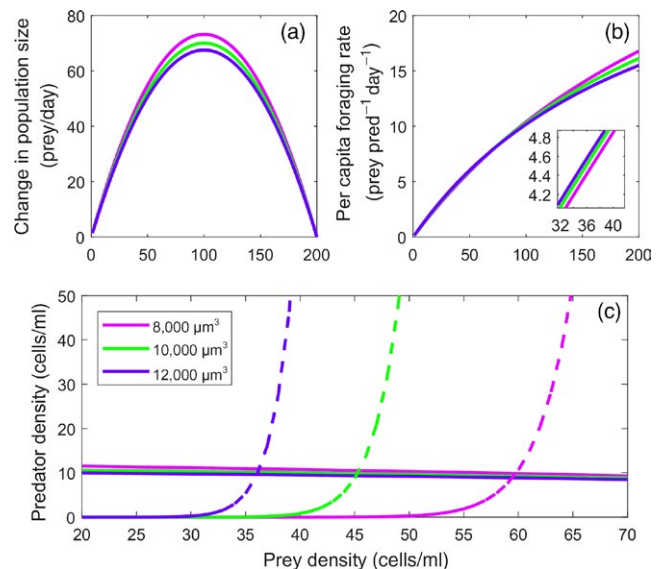 (a)
Change in population size
(prey/day)
80
60
40
20
0
0
50
100
150
200
(b)
Per capita foraging rate
(prey pred⁻¹ day⁻¹)
20
15
10
5
0
0
50
100
150
200
4.8
4.6
4.4
4.2
32 36 40
(c)
Predator density (cells/ml)
50
40
30
20
10
0
8,000 μm³
10,000 μm³
12,000 μm³
20 25 30 35 40 45 50 55 60 65 70
Prey density (cells/ml)